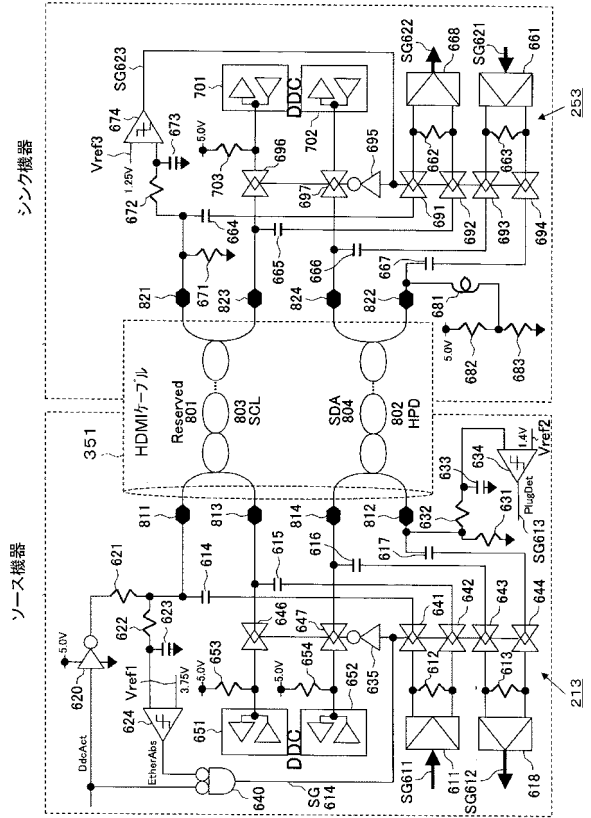 シンク機器
253
SG623
674
Vref3
1.25V
673
672
664
671
821
823
665
5.0V
703
701
DDC
702
696
697
695
666
667
824
822
681
5.0V
682
683
SG622
668
SG621
661
662
663
691
692
693
694
351
HDMIケーブル
Reserved
801
803
SCL
SDA
804
802
HPD
ソース機器
213
811
813
814
812
621
622
623
614
615
616
617
5.0V
620
DdcAct
Vref1
3.75V
624
EtherAbs
640
SG
614
5.0V
653
5.0V
654
651
DDC
652
646
647
635
641
642
643
644
612
613
SG611
611
SG612
618
632
633
634
631
1.4V
Vref2
PlugDet
SG613